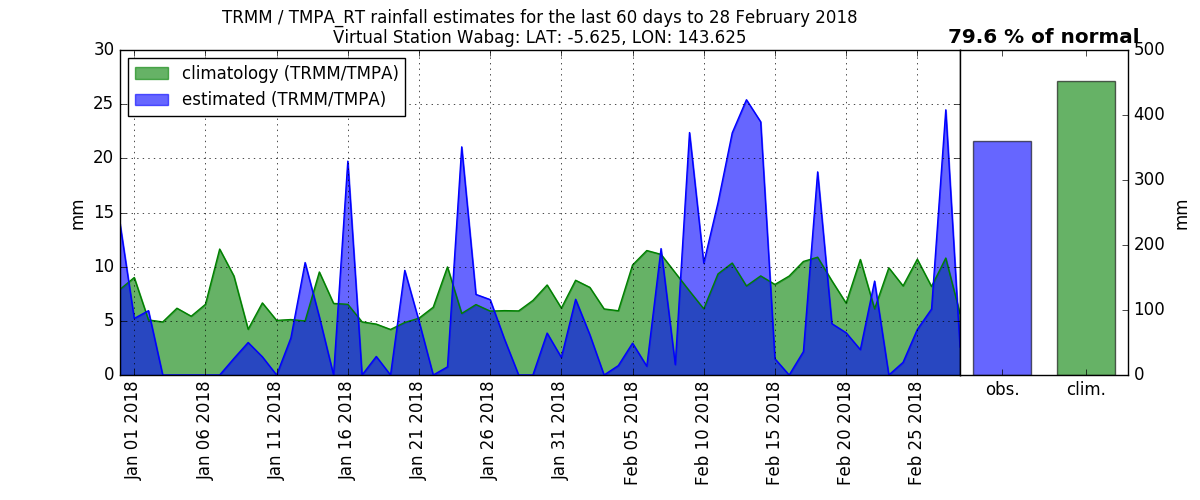 TRMM / TMPA_RT rainfall estimates for the last 60 days to 28 February 2018
Virtual Station Wabag: LAT: -5.625, LON: 143.625
79.6 % of normal
climatology (TRMM/TMPA)
estimated (TRMM/TMPA)
30
25
20
15
10
5
0
mm
500
400
300
200
100
0
mm
Jan 01 2018
Jan 06 2018
Jan 11 2018
Jan 16 2018
Jan 21 2018
Jan 26 2018
Jan 31 2018
Feb 05 2018
Feb 10 2018
Feb 15 2018
Feb 20 2018
Feb 25 2018
obs.
clim.